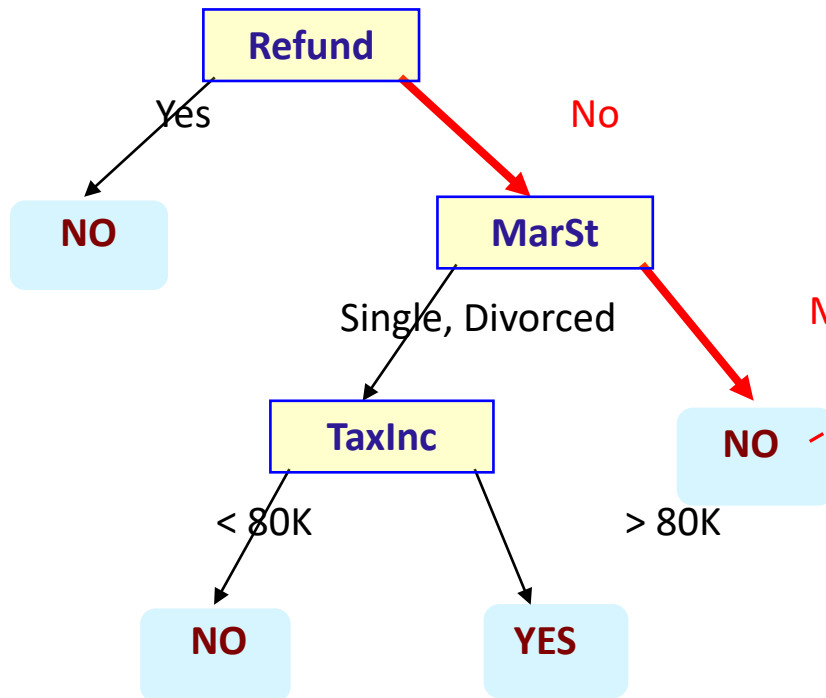 Refund
Yes
No
NO
MarSt
Single, Divorced
TaxInc
NO
< 80K
> 80K
NO
YES